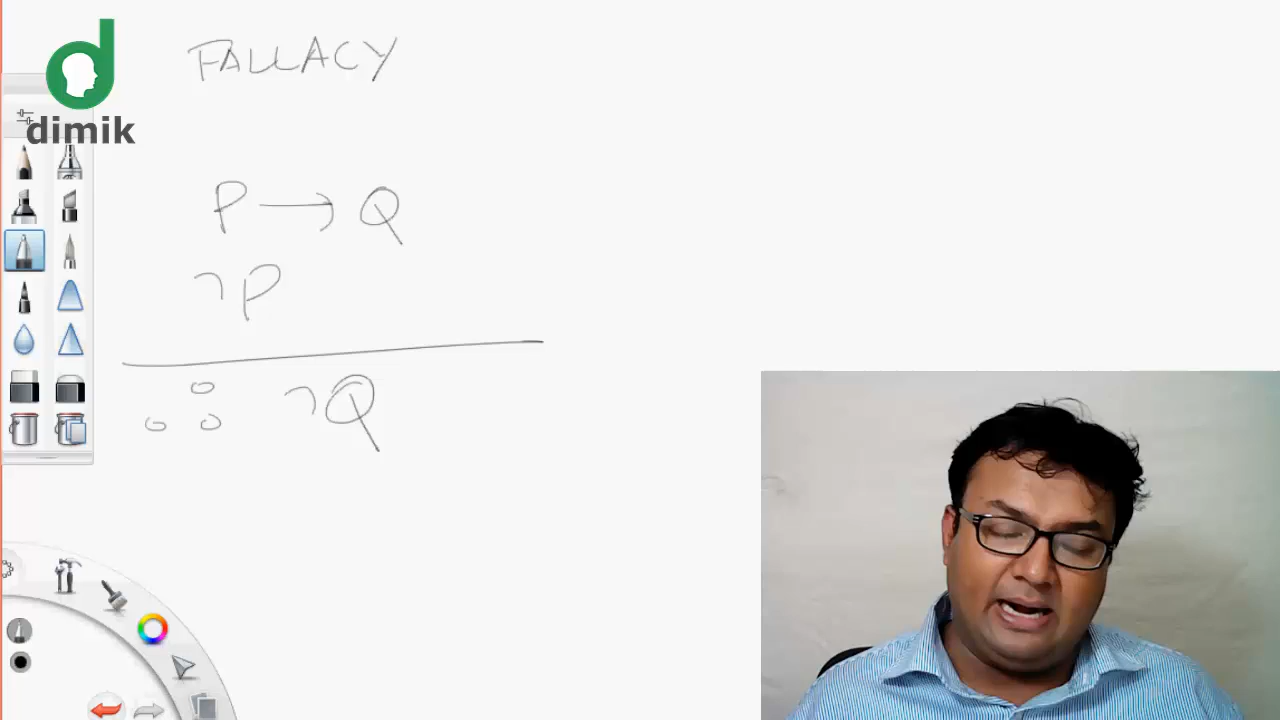 dimik
FALLACY
P → Q
¬P
∴ ¬Q